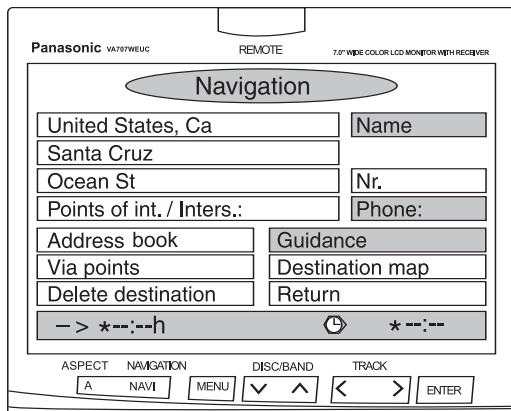 Panasonic VA707WEUC REMOTE 7.0" WIDE COLOR LCD MONITOR WITH RECEIVER
Navigation
United States, Ca Name
Santa Cruz
Ocean St Nr.
Points of int. / Inters.: Phone:
Address book Guidance
Via points Destination map
Delete destination Return
–> *--:--h *--:--
ASPECT NAVIGATION DISC/BAND TRACK
A NAVI MENU ENTER